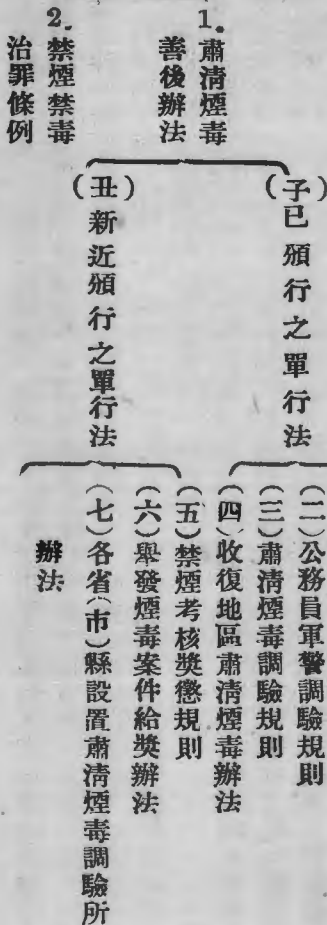 (二)公務員軍警調驗規則
(三)肅清煙毒調驗規則
(四)收復地區肅清煙毒辦法
(子)已頒行之單行法
(五)禁煙考核獎懲規則
(六)舉發煙毒案件給獎辦法
(七)各省(市)縣設置肅清煙毒調驗所
辦法
(丑)新近頒行之單行法
1.肅清煙毒
善後辦法
2.禁煙禁毒
治罪條例